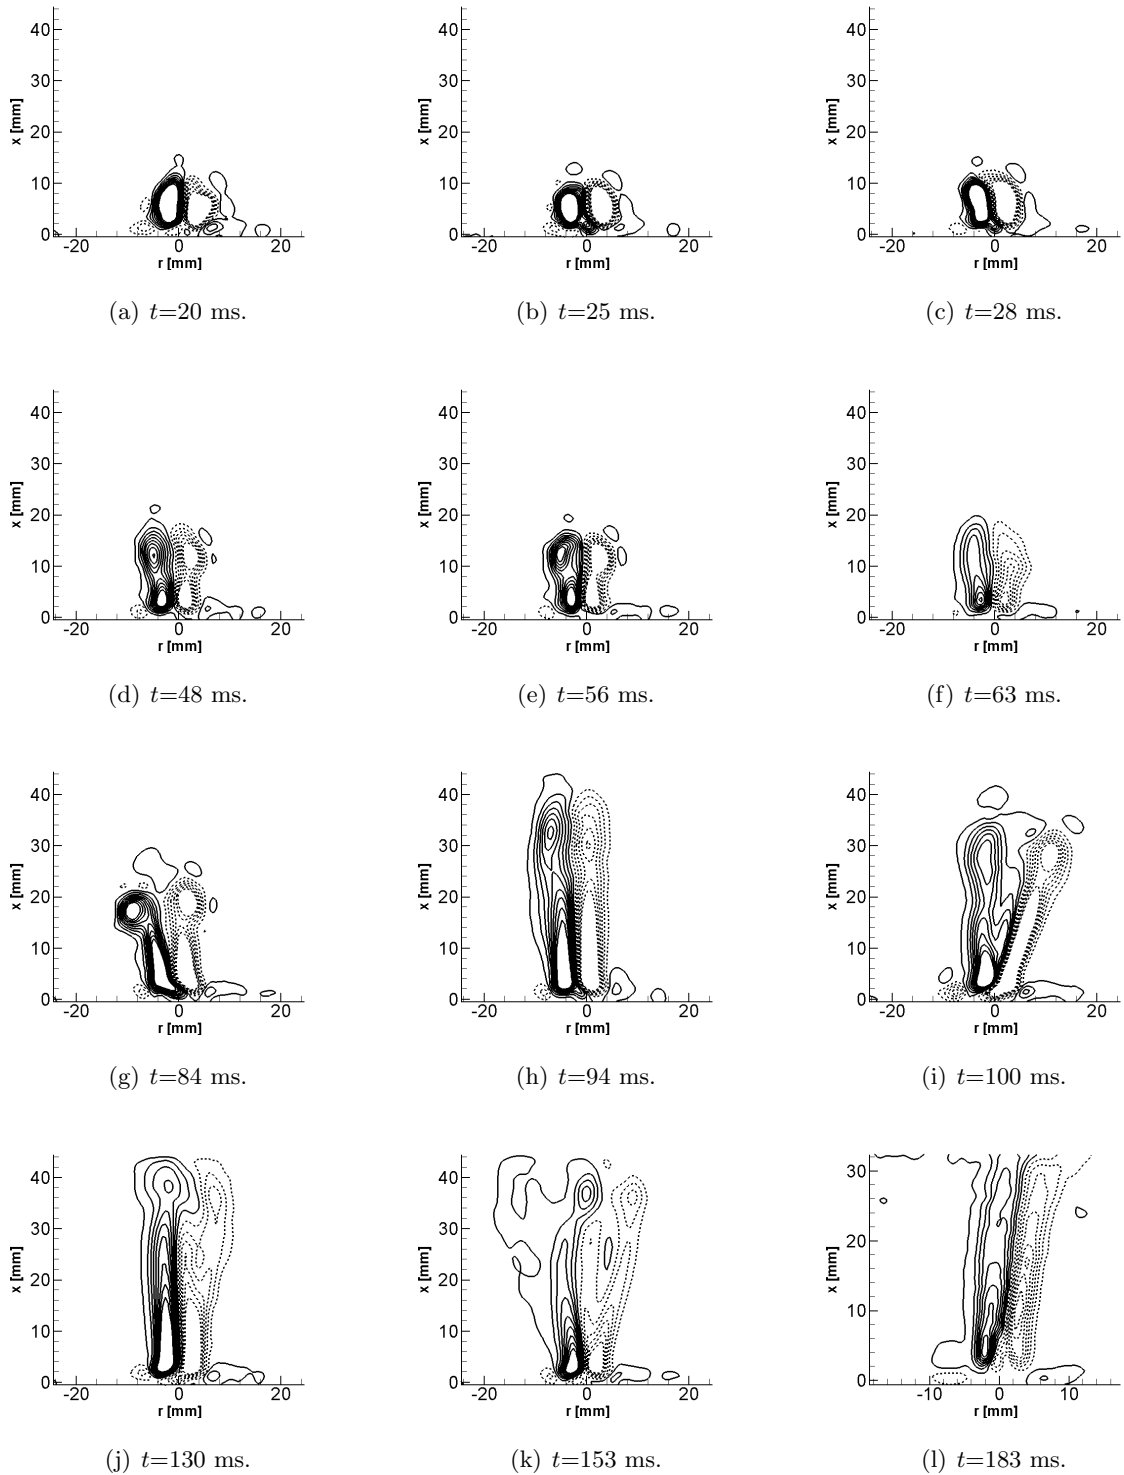 40
30
20
10
0
x [mm]
-20 0 20
r [mm]
(a) t=20 ms.
40
30
20
10
0
x [mm]
-20 0 20
r [mm]
(b) t=25 ms.
40
30
20
10
0
x [mm]
-20 0 20
r [mm]
(c) t=28 ms.
40
30
20
10
0
x [mm]
-20 0 20
r [mm]
(d) t=48 ms.
40
30
20
10
0
x [mm]
-20 0 20
r [mm]
(e) t=56 ms.
40
30
20
10
0
x [mm]
-20 0 20
r [mm]
(f) t=63 ms.
40
30
20
10
0
x [mm]
-20 0 20
r [mm]
(g) t=84 ms.
40
30
20
10
0
x [mm]
-20 0 20
r [mm]
(h) t=94 ms.
40
30
20
10
0
x [mm]
-20 0 20
r [mm]
(i) t=100 ms.
40
30
20
10
0
x [mm]
-20 0 20
r [mm]
(j) t=130 ms.
40
30
20
10
0
x [mm]
-20 0 20
r [mm]
(k) t=153 ms.
30
20
10
0
x [mm]
-10 0 10
r [mm]
(l) t=183 ms.